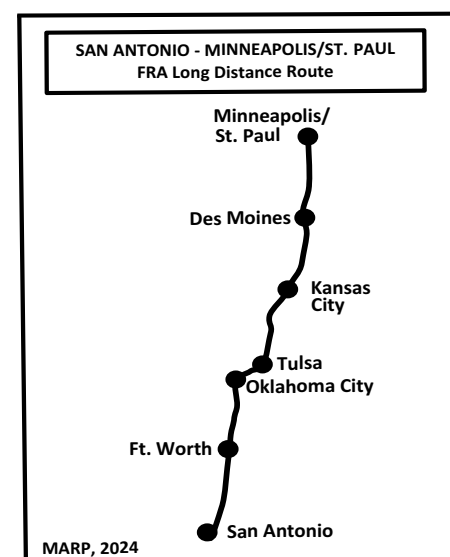 SAN ANTONIO - MINNEAPOLIS/ST. PAUL
FRA Long Distance Route
Minneapolis/
St. Paul
Des Moines
Kansas
City
Tulsa
Oklahoma City
Ft. Worth
San Antonio
MARP, 2024